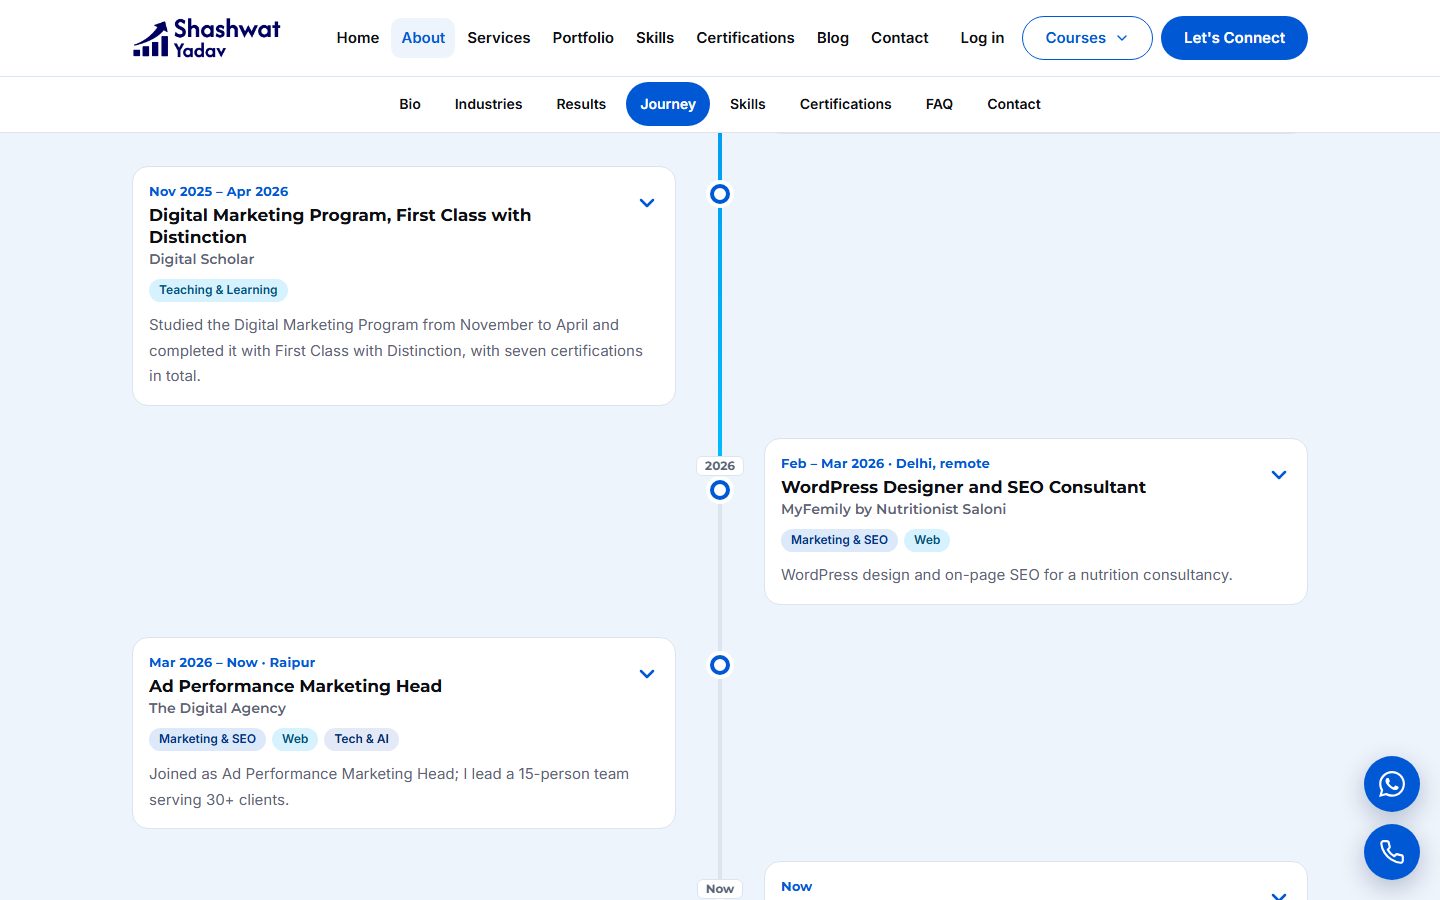 Shashwat
Yadav
Home
About
Services
Portfolio
Skills
Certifications
Blog
Contact
Log in
Courses
Let's Connect
Bio
Industries
Results
Journey
Skills
Certifications
FAQ
Contact
Nov 2025 – Apr 2026
Digital Marketing Program, First Class with
Distinction
Digital Scholar
Teaching & Learning
Studied the Digital Marketing Program from November to April and
completed it with First Class with Distinction, with seven certifications
in total.
2026
Feb – Mar 2026 · Delhi, remote
WordPress Designer and SEO Consultant
MyFemily by Nutritionist Saloni
Marketing & SEO
Web
WordPress design and on-page SEO for a nutrition consultancy.
Mar 2026 – Now · Raipur
Ad Performance Marketing Head
The Digital Agency
Marketing & SEO
Web
Tech & AI
Joined as Ad Performance Marketing Head; I lead a 15-person team
serving 30+ clients.
Now
Now